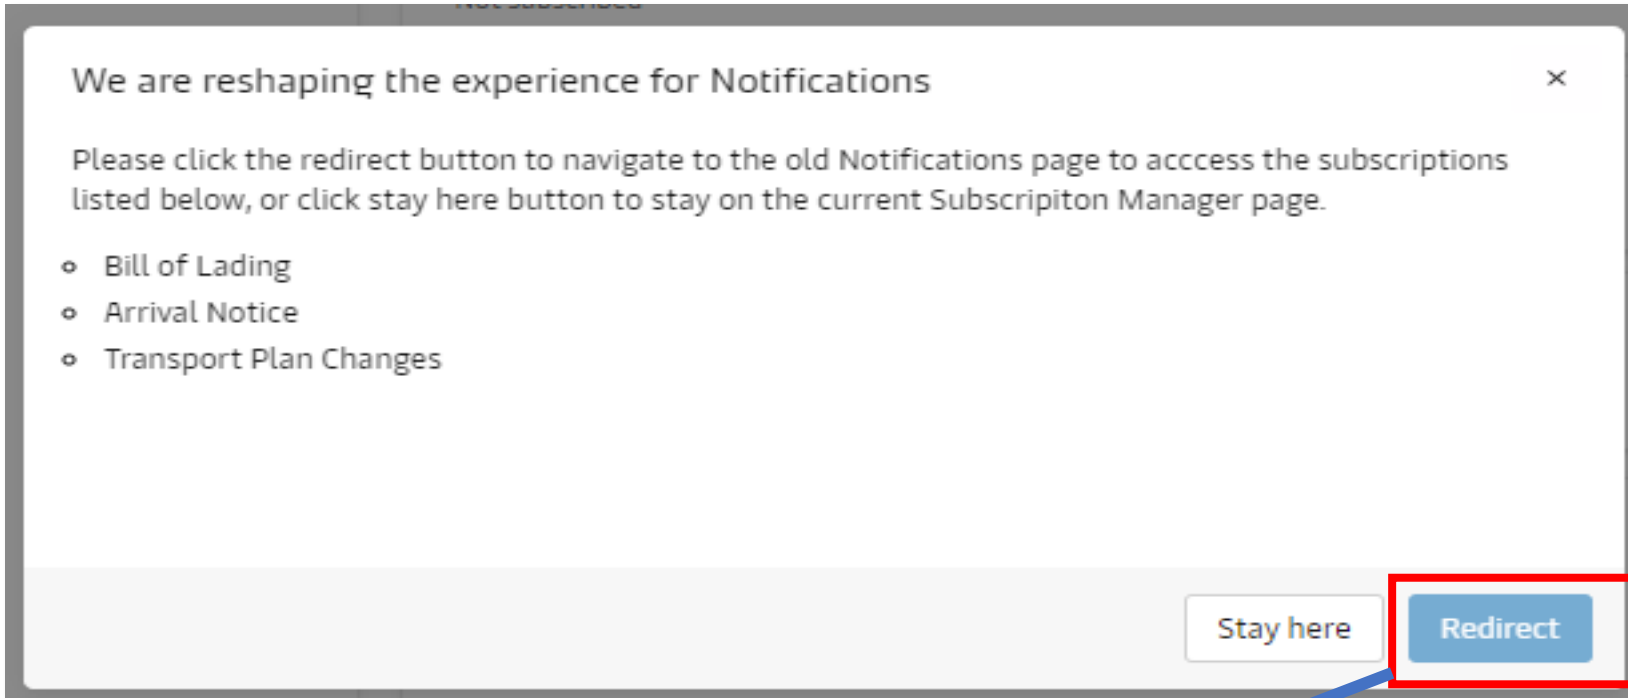 Not subscribed
We are reshaping the experience for Notifications
Please click the redirect button to navigate to the old Notifications page to acccess the subscriptions
listed below, or click stay here button to stay on the current Subscripiton Manager page.
Bill of Lading
Arrival Notice
Transport Plan Changes
Stay here
Redirect